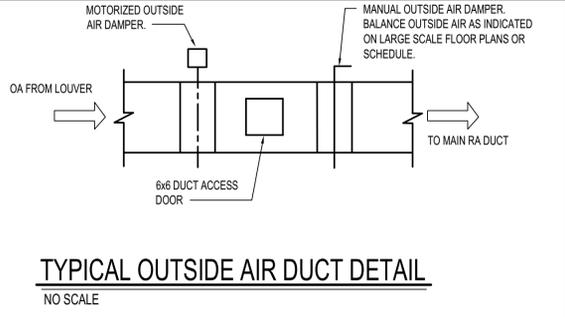 MOTORIZED OUTSIDE
AIR DAMPER.
MANUAL OUTSIDE AIR DAMPER.
BALANCE OUTSIDE AIR AS INDICATED
ON LARGE SCALE FLOOR PLANS OR
SCHEDULE.
OA FROM LOUVER
TO MAIN RA DUCT
6x6 DUCT ACCESS
DOOR
TYPICAL OUTSIDE AIR DUCT DETAIL
NO SCALE